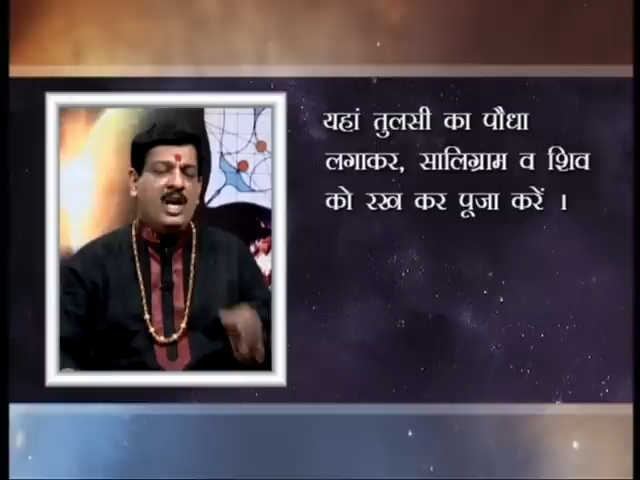 यहां तुलसी का पौधा
लगाकर, सालिग्राम व शिव
को रख कर पूजा करें ।